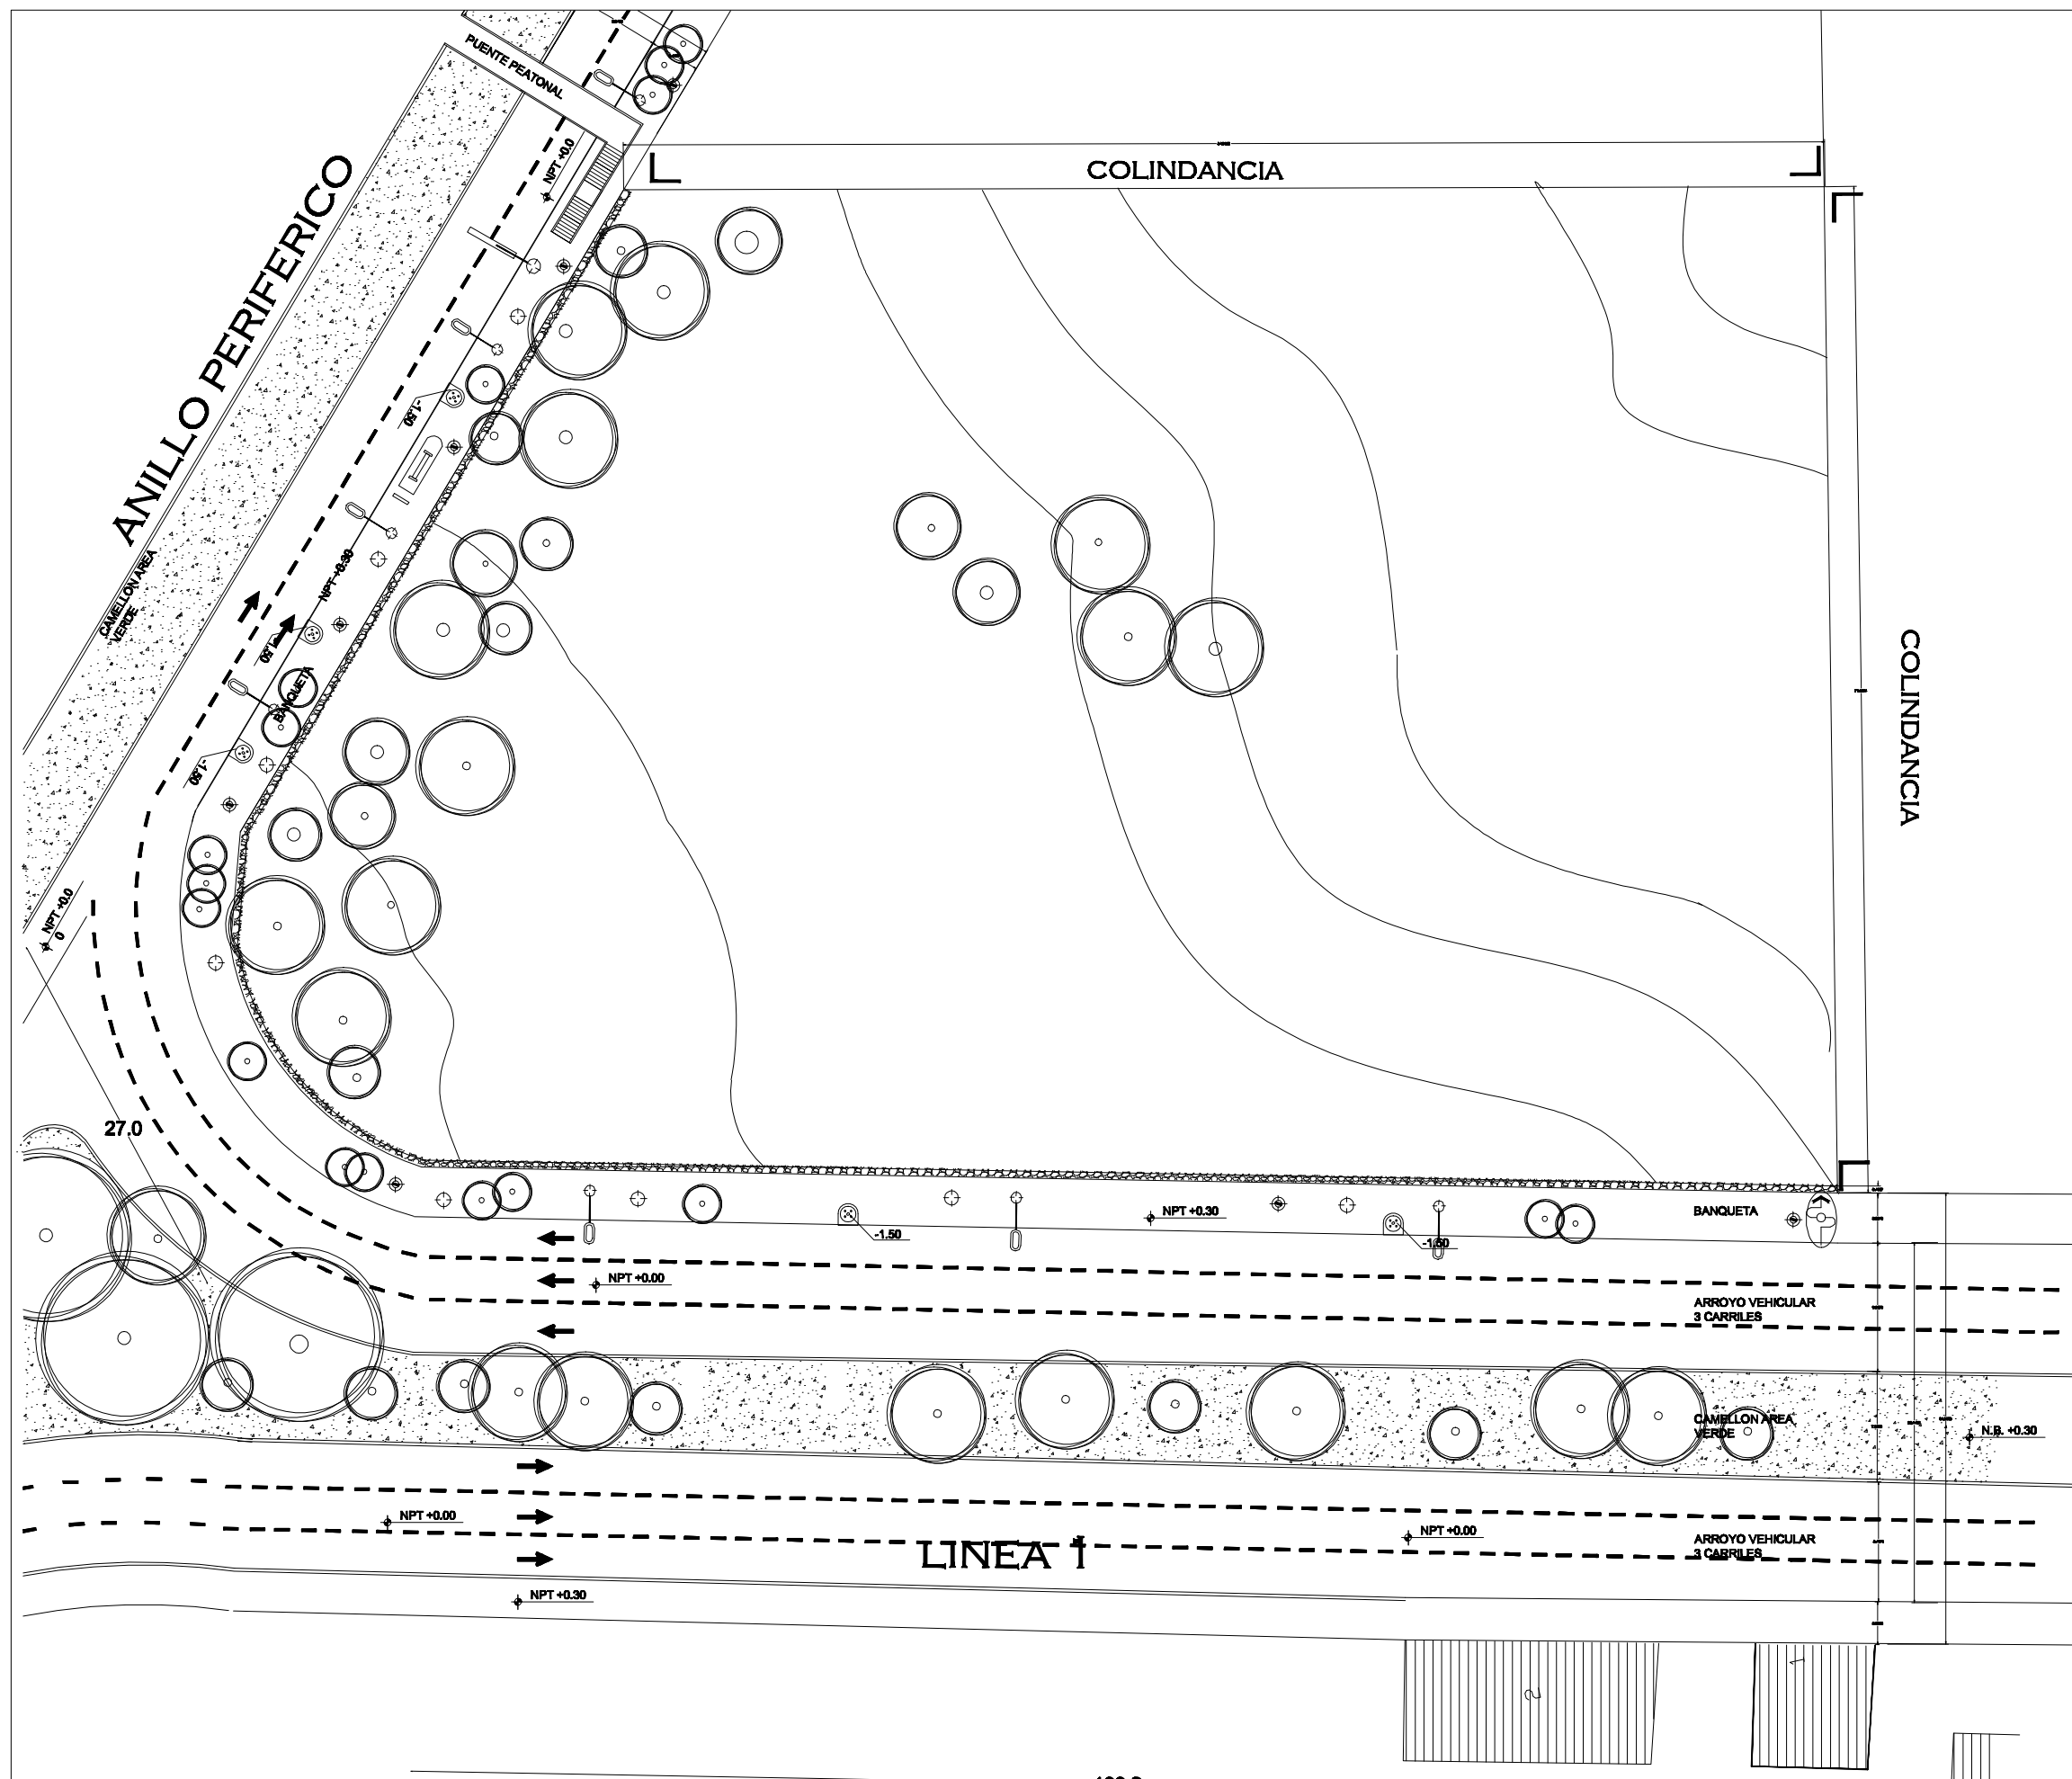 PUENTE PEATONAL
NPT +0.0
COLINDANCIA
ANILLO PERIFERICO
-1.50
CAMELLON AREA
VERDE
NPT +0.30
BANQUETA
-1.50
COLINDANCIA
NPT +0.0
0
27.0
NPT +0.30
BANQUETA
-1.50
-1.50
NPT +0.00
ARROYO VEHICULAR
3 CARRILES
CAMELLON AREA
VERDE
N.B. +0.30
NPT +0.00
NPT +0.00
LINEA 1
ARROYO VEHICULAR
3 CARRILES
NPT +0.30
2
1